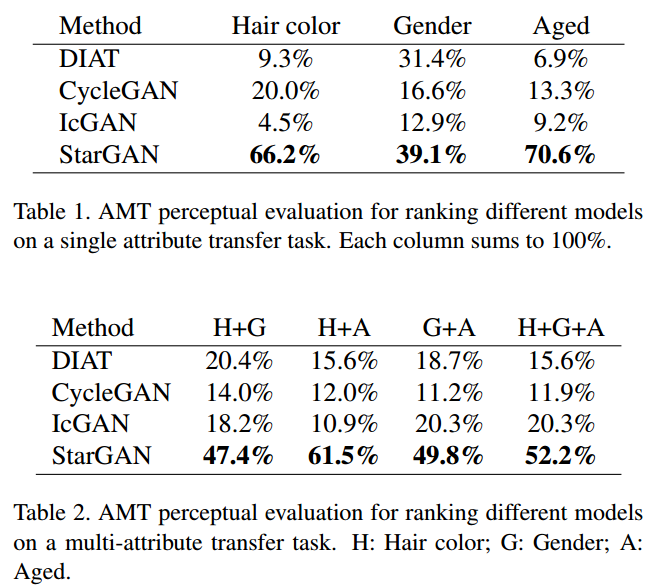 Method Hair color Gender Aged
DIAT 9.3% 31.4% 6.9%
CycleGAN 20.0% 16.6% 13.3%
IcGAN 4.5% 12.9% 9.2%
StarGAN 66.2% 39.1% 70.6%
Table 1. AMT perceptual evaluation for ranking different models
on a single attribute transfer task. Each column sums to 100%.
Method H+G H+A G+A H+G+A
DIAT 20.4% 15.6% 18.7% 15.6%
CycleGAN 14.0% 12.0% 11.2% 11.9%
IcGAN 18.2% 10.9% 20.3% 20.3%
StarGAN 47.4% 61.5% 49.8% 52.2%
Table 2. AMT perceptual evaluation for ranking different models
on a multi-attribute transfer task. H: Hair color; G: Gender; A:
Aged.